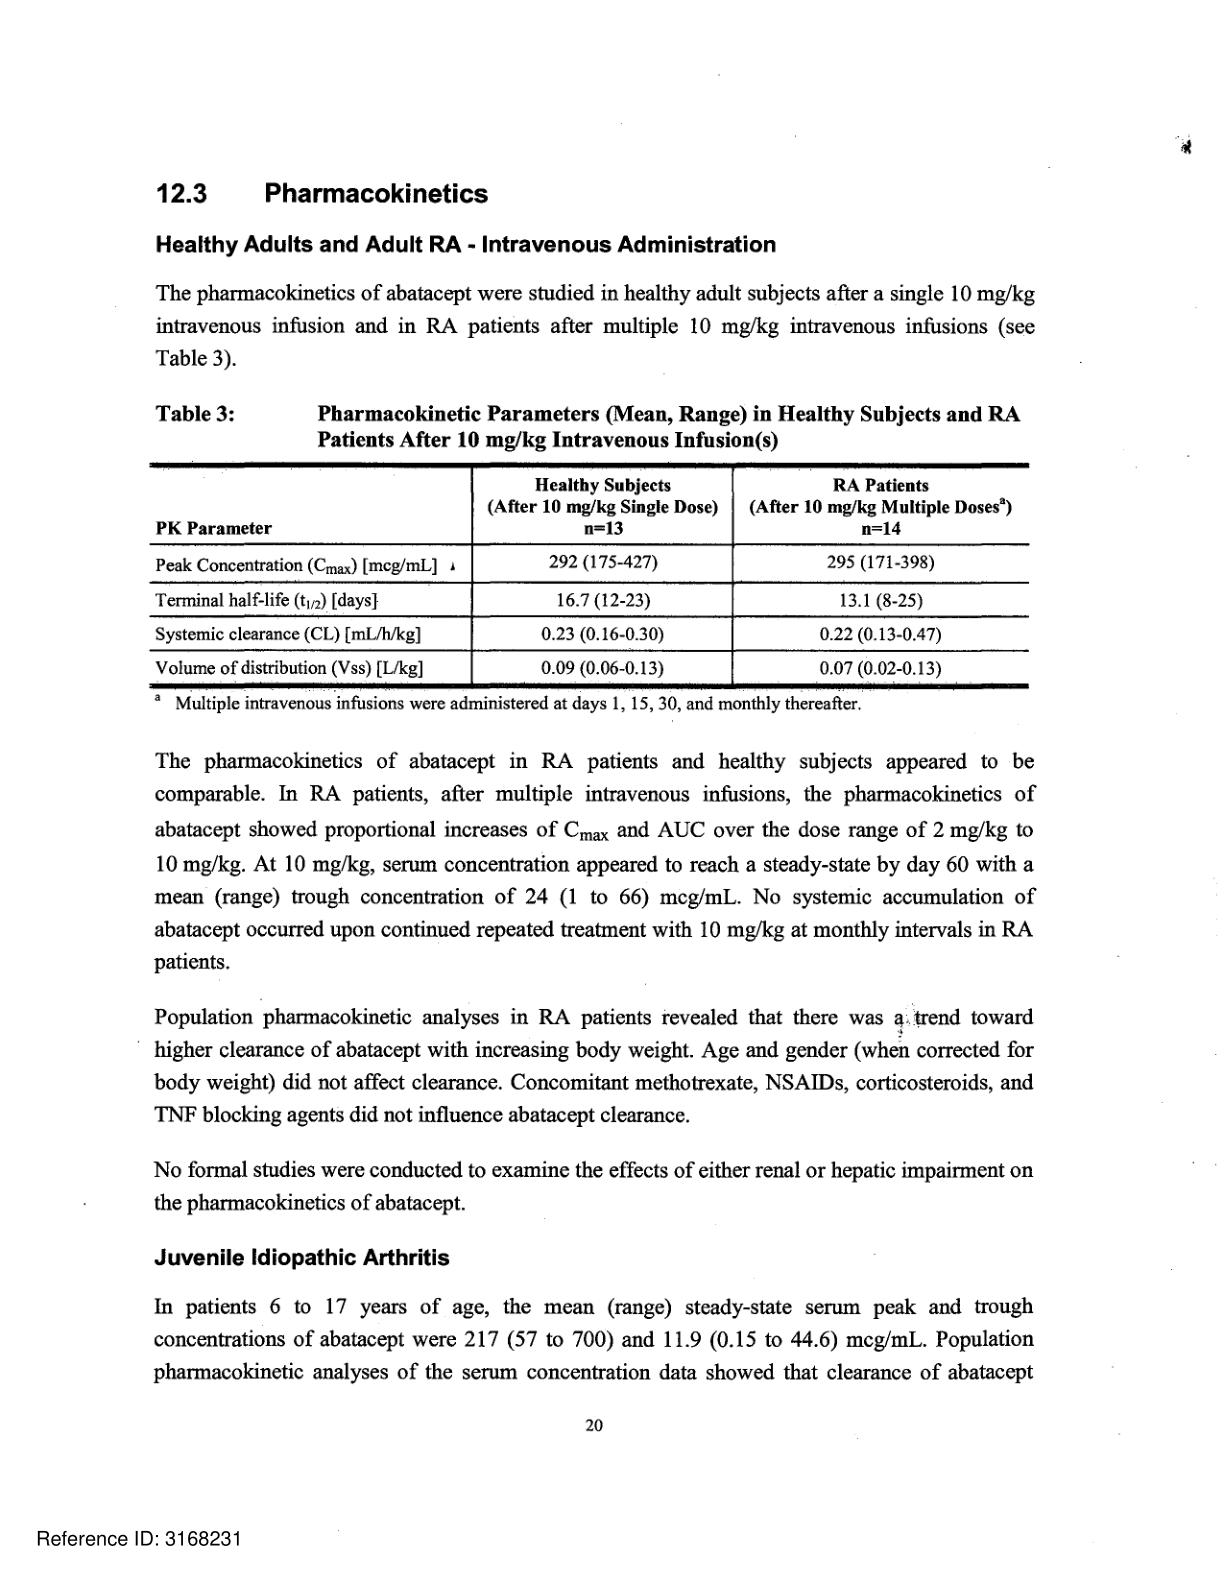 12.3 Pharmacokinetics
Healthy Adults and Adult RA - Intravenous Administration
The pharmacokinetics of abatacept were studied in healthy adult subjects after a single 10 mg/kg
intravenous infusion and in RA patients after multiple 10 mg/kg intravenous infusions (see
Table 3).
Table 3: Pharmacokinetic Parameters (Mean, Range) in Healthy Subjects and RA
Patients After 10 mg/kg Intravenous Infusion(s)
Healthy Subjects RA Patients
(After 10 mg/kg Single Dose) (After 10 mg/kg Multiple Doses^a)
PK Parameter n=13 n=14
Peak Concentration (Cmax) [mcg/mL] 292 (175-427) 295 (171-398)
Terminal half-life (t1/2) [days] 16.7 (12-23) 13.1 (8-25)
Systemic clearance (CL) [mL/h/kg] 0.23 (0.16-0.30) 0.22 (0.13-0.47)
Volume of distribution (Vss) [L/kg] 0.09 (0.06-0.13) 0.07 (0.02-0.13)
a Multiple intravenous infusions were administered at days 1, 15, 30, and monthly thereafter.
The pharmacokinetics of abatacept in RA patients and healthy subjects appeared to be
comparable. In RA patients, after multiple intravenous infusions, the pharmacokinetics of
abatacept showed proportional increases of Cmax and AUC over the dose range of 2 mg/kg to
10 mg/kg. At 10 mg/kg, serum concentration appeared to reach a steady-state by day 60 with a
mean (range) trough concentration of 24 (1 to 66) mcg/mL. No systemic accumulation of
abatacept occurred upon continued repeated treatment with 10 mg/kg at monthly intervals in RA
patients.
Population pharmacokinetic analyses in RA patients revealed that there was a trend toward
higher clearance of abatacept with increasing body weight. Age and gender (when corrected for
body weight) did not affect clearance. Concomitant methotrexate, NSAIDs, corticosteroids, and
TNF blocking agents did not influence abatacept clearance.
No formal studies were conducted to examine the effects of either renal or hepatic impairment on
the pharmacokinetics of abatacept.
Juvenile Idiopathic Arthritis
In patients 6 to 17 years of age, the mean (range) steady-state serum peak and trough
concentrations of abatacept were 217 (57 to 700) and 11.9 (0.15 to 44.6) mcg/mL. Population
pharmacokinetic analyses of the serum concentration data showed that clearance of abatacept
20
Reference ID: 3168231